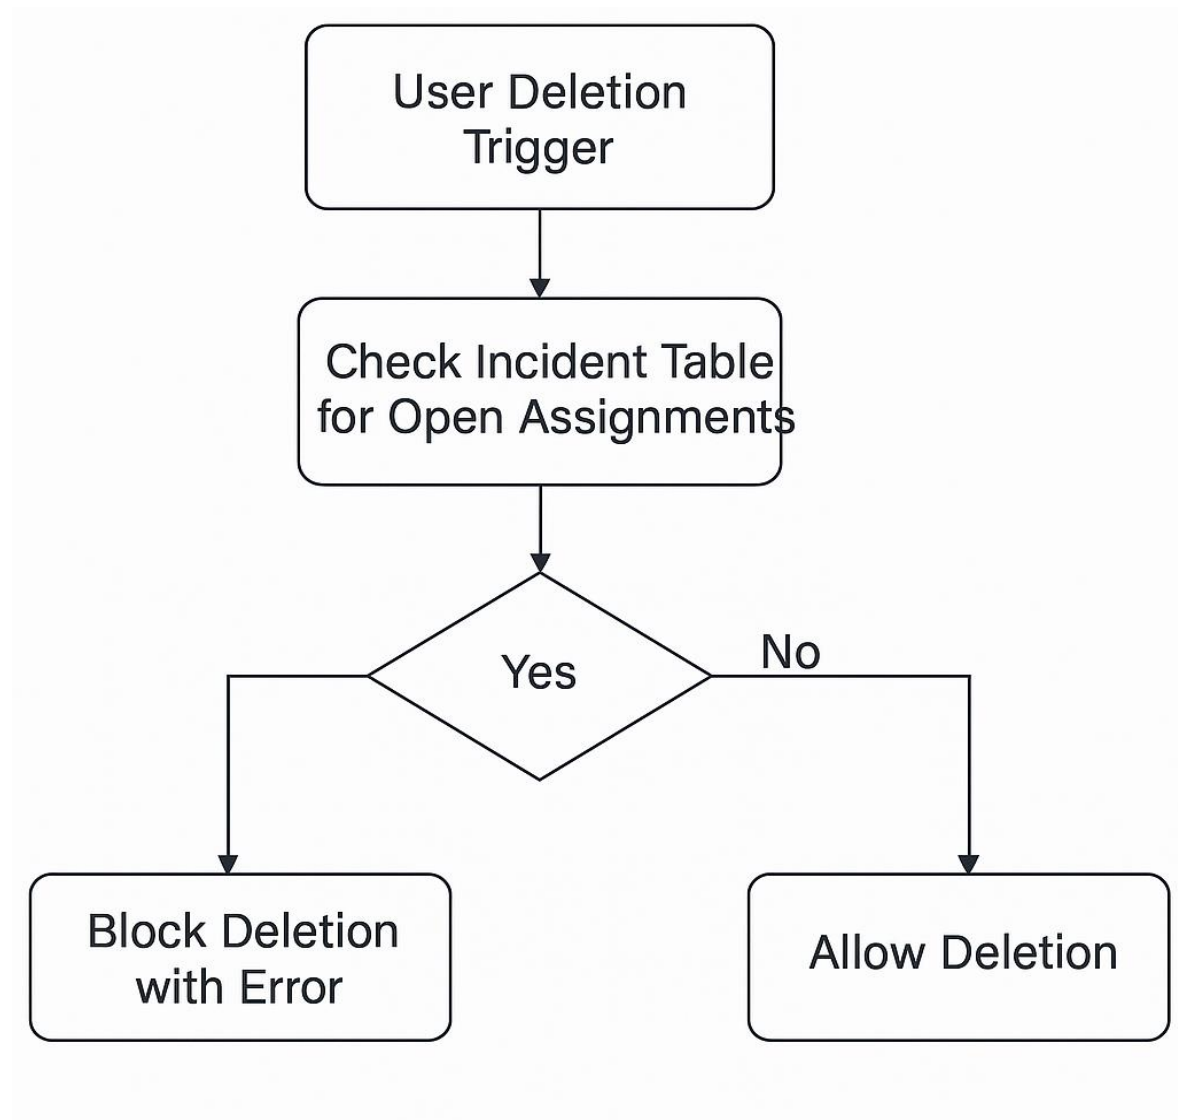 User Deletion
Trigger
Check Incident Table
for Open Assignments
Yes
No
Block Deletion
with Error
Allow Deletion